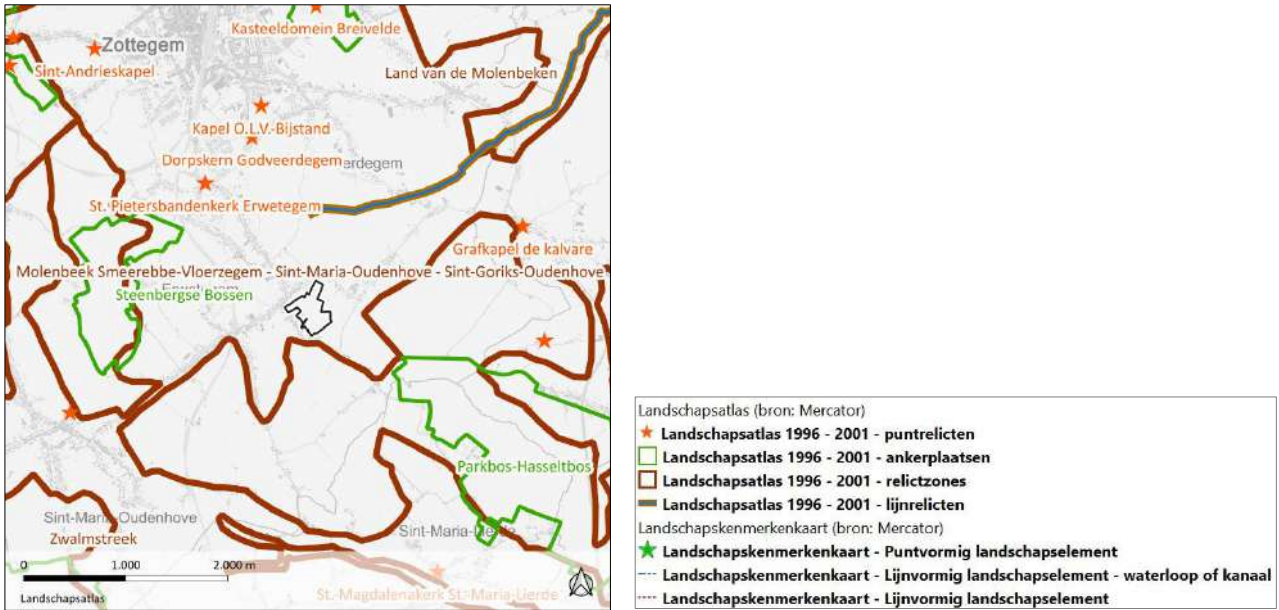 Kasteeldomein Breivelde
Zottegem
Sint-Andrieskapel
Land van de Molenbeken
Kapel O.L.V.-Bijstand
Dorpskern Godveerdegem erdegem
St. Pietersbandenkerk Erwetegem
Grafkapel de kalvare
Molenbeek Smeerebbe-Vloerzegem - Sint-Maria-Oudenhove - Sint-Goriks-Oudenhove
Steenbergse Bossen
Parkbos-Hasseltbos
Sint-Maria-Oudenhove
Sint-Maria-Lierde
Zwalmstreek
0 1.000 2.000 m
St.-Magdalenakerk St.-Maria-Lierde
Landschapsatlas
Landschapsatlas (bron: Mercator)
Landschapsatlas 1996 - 2001 - puntrelicten
Landschapsatlas 1996 - 2001 - ankerplaatsen
Landschapsatlas 1996 - 2001 - relictzones
Landschapsatlas 1996 - 2001 - lijnrelicten
Landschapskenmerkenkaart (bron: Mercator)
Landschapskenmerkenkaart - Puntvormig landschapselement
Landschapskenmerkenkaart - Lijnvormig landschapselement - waterloop of kanaal
Landschapskenmerkenkaart - Lijnvormig landschapselement